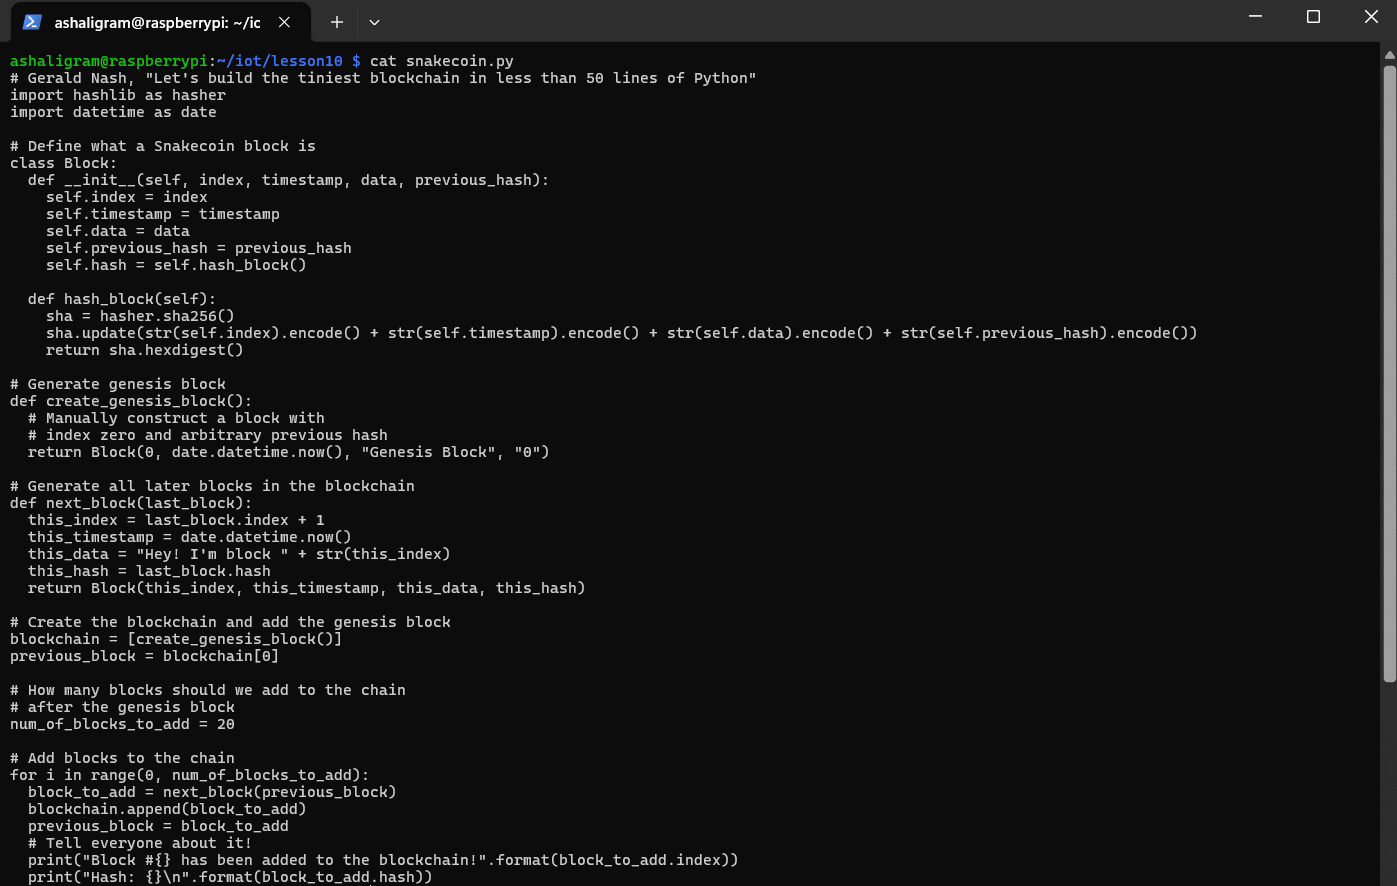 ashaligram@raspberrypi: ~/ic
ashaligram@raspberrypi:~/iot/lesson10 $ cat snakecoin.py
# Gerald Nash, "Let's build the tiniest blockchain in less than 50 lines of Python"
import hashlib as hasher
import datetime as date

# Define what a Snakecoin block is
class Block:
  def __init__(self, index, timestamp, data, previous_hash):
    self.index = index
    self.timestamp = timestamp
    self.data = data
    self.previous_hash = previous_hash
    self.hash = self.hash_block()

  def hash_block(self):
    sha = hasher.sha256()
    sha.update(str(self.index).encode() + str(self.timestamp).encode() + str(self.data).encode() + str(self.previous_hash).encode())
    return sha.hexdigest()

# Generate genesis block
def create_genesis_block():
  # Manually construct a block with
  # index zero and arbitrary previous hash
  return Block(0, date.datetime.now(), "Genesis Block", "0")

# Generate all later blocks in the blockchain
def next_block(last_block):
  this_index = last_block.index + 1
  this_timestamp = date.datetime.now()
  this_data = "Hey! I'm block " + str(this_index)
  this_hash = last_block.hash
  return Block(this_index, this_timestamp, this_data, this_hash)

# Create the blockchain and add the genesis block
blockchain = [create_genesis_block()]
previous_block = blockchain[0]

# How many blocks should we add to the chain
# after the genesis block
num_of_blocks_to_add = 20

# Add blocks to the chain
for i in range(0, num_of_blocks_to_add):
  block_to_add = next_block(previous_block)
  blockchain.append(block_to_add)
  previous_block = block_to_add
  # Tell everyone about it!
  print("Block #{} has been added to the blockchain!".format(block_to_add.index))
  print("Hash: {}\n".format(block_to_add.hash))